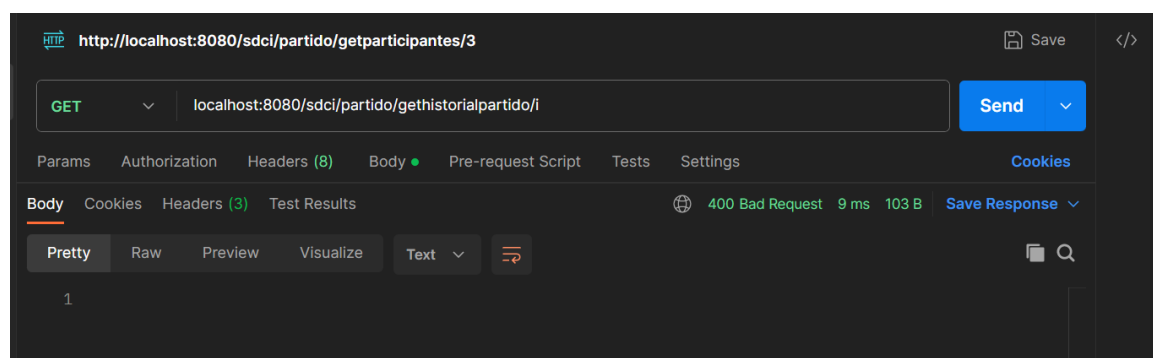 HTTP http://localhost:8080/sdci/partido/getparticipantes/3 Save </>
GET localhost:8080/sdci/partido/gethistorialpartido/i Send
Params Authorization Headers (8) Body Pre-request Script Tests Settings Cookies
Body Cookies Headers (3) Test Results 400 Bad Request 9 ms 103 B Save Response
Pretty Raw Preview Visualize Text
1